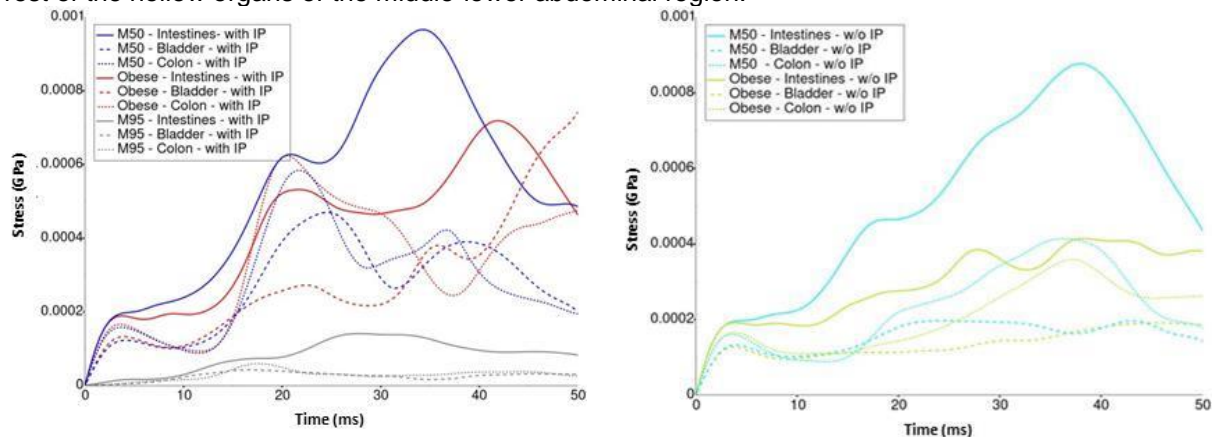 rest of the hollow organs of the middle-lower abdominal region.
0.001
0.0008
0.0006
0.0004
0.0002
0
Stress (GPa)
M50 - Intestines- with IP
M50 - Bladder - with IP
M50 - Colon - with IP
Obese - Intestines - with IP
Obese - Bladder - with IP
Obese - Colon - with IP
M95 - Intestines - with IP
M95 - Bladder - with IP
M95 - Colon - with IP
0 10 20 30 40 50
Time (ms)
0.001
0.0008
0.0006
0.0004
0.0002
0
Stress (GPa)
M50 - Intestines - w/o IP
M50 - Bladder - w/o IP
M50 - Colon - w/o IP
Obese - Intestines - w/o IP
Obese - Bladder - w/o IP
Obese - Colon - w/o IP
0 10 20 30 40 50
Time (ms)